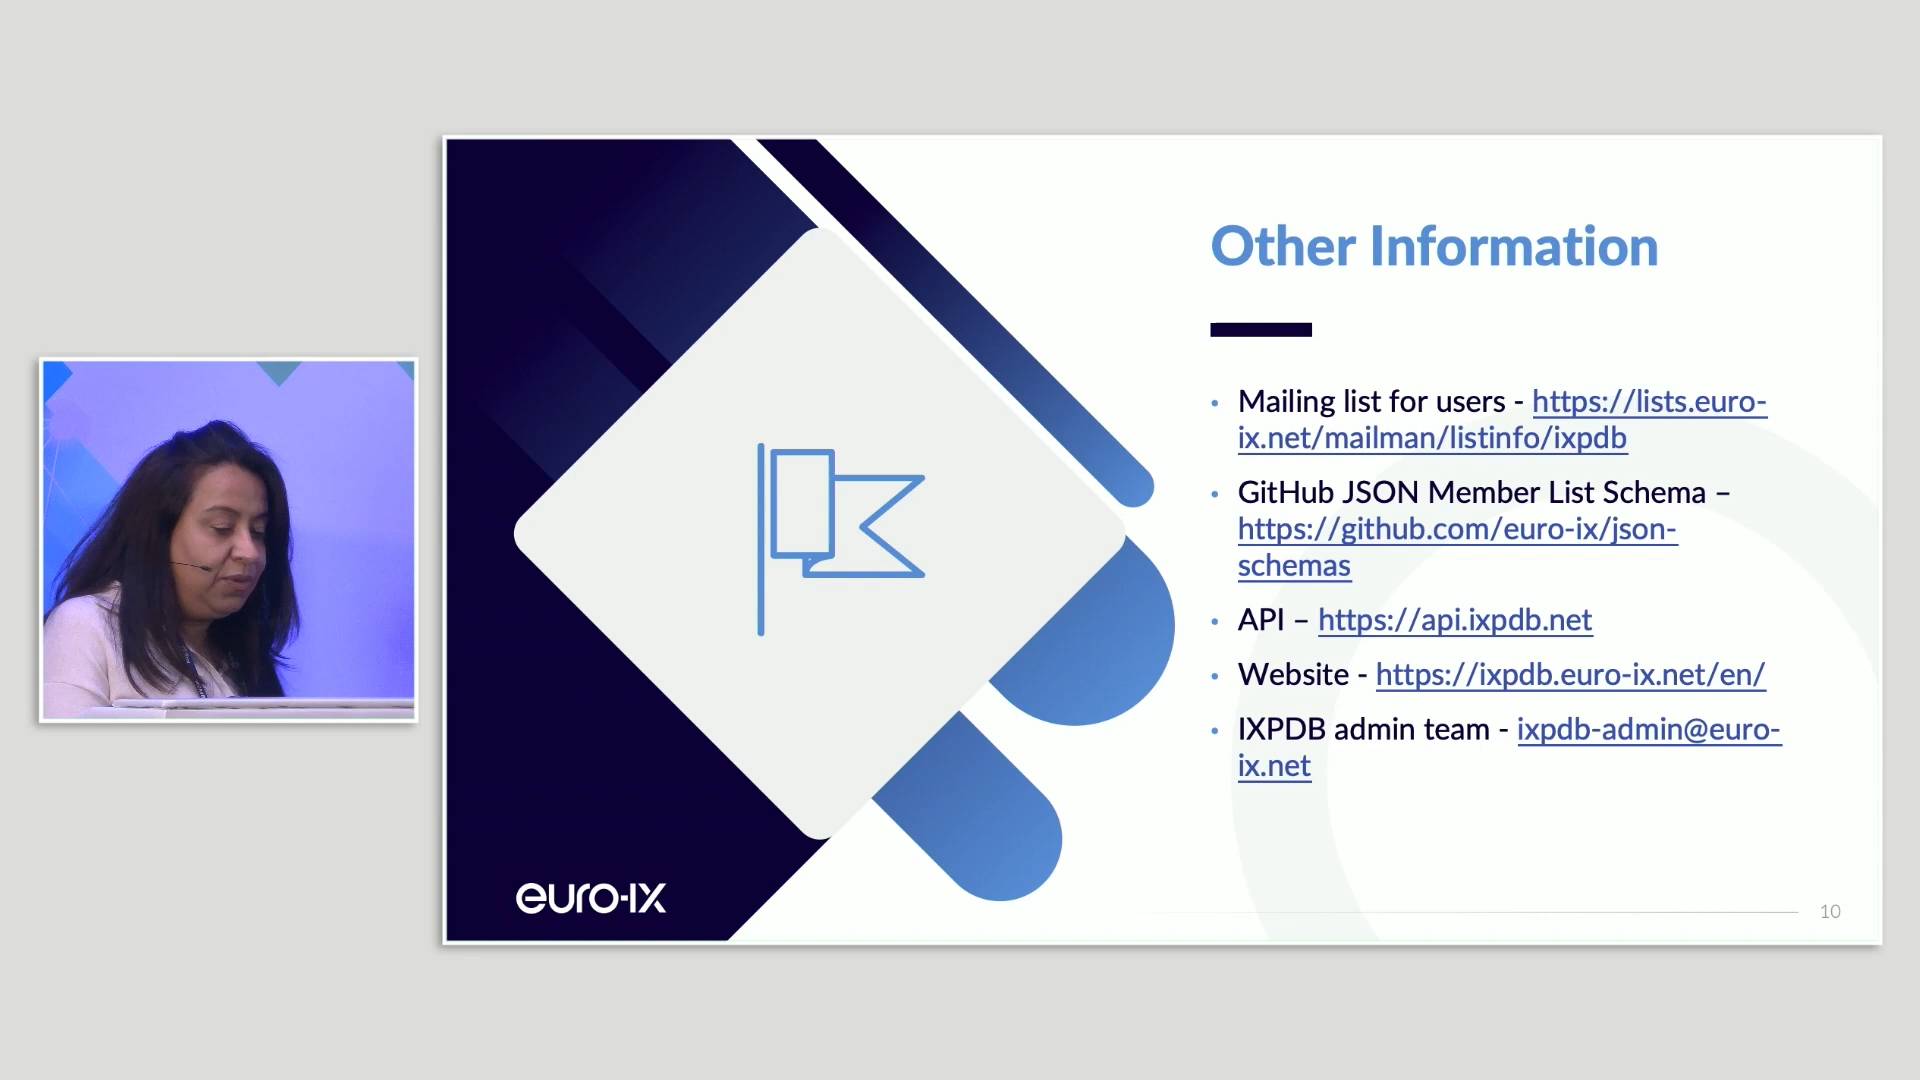 Other Information
• Mailing list for users - https://lists.euro-
ix.net/mailman/listinfo/ixpdb
• GitHub JSON Member List Schema –
https://github.com/euro-ix/json-
schemas
• API – https://api.ixpdb.net
• Website - https://ixpdb.euro-ix.net/en/
• IXPDB admin team - ixpdb-admin@euro-
ix.net
euro-ix
10